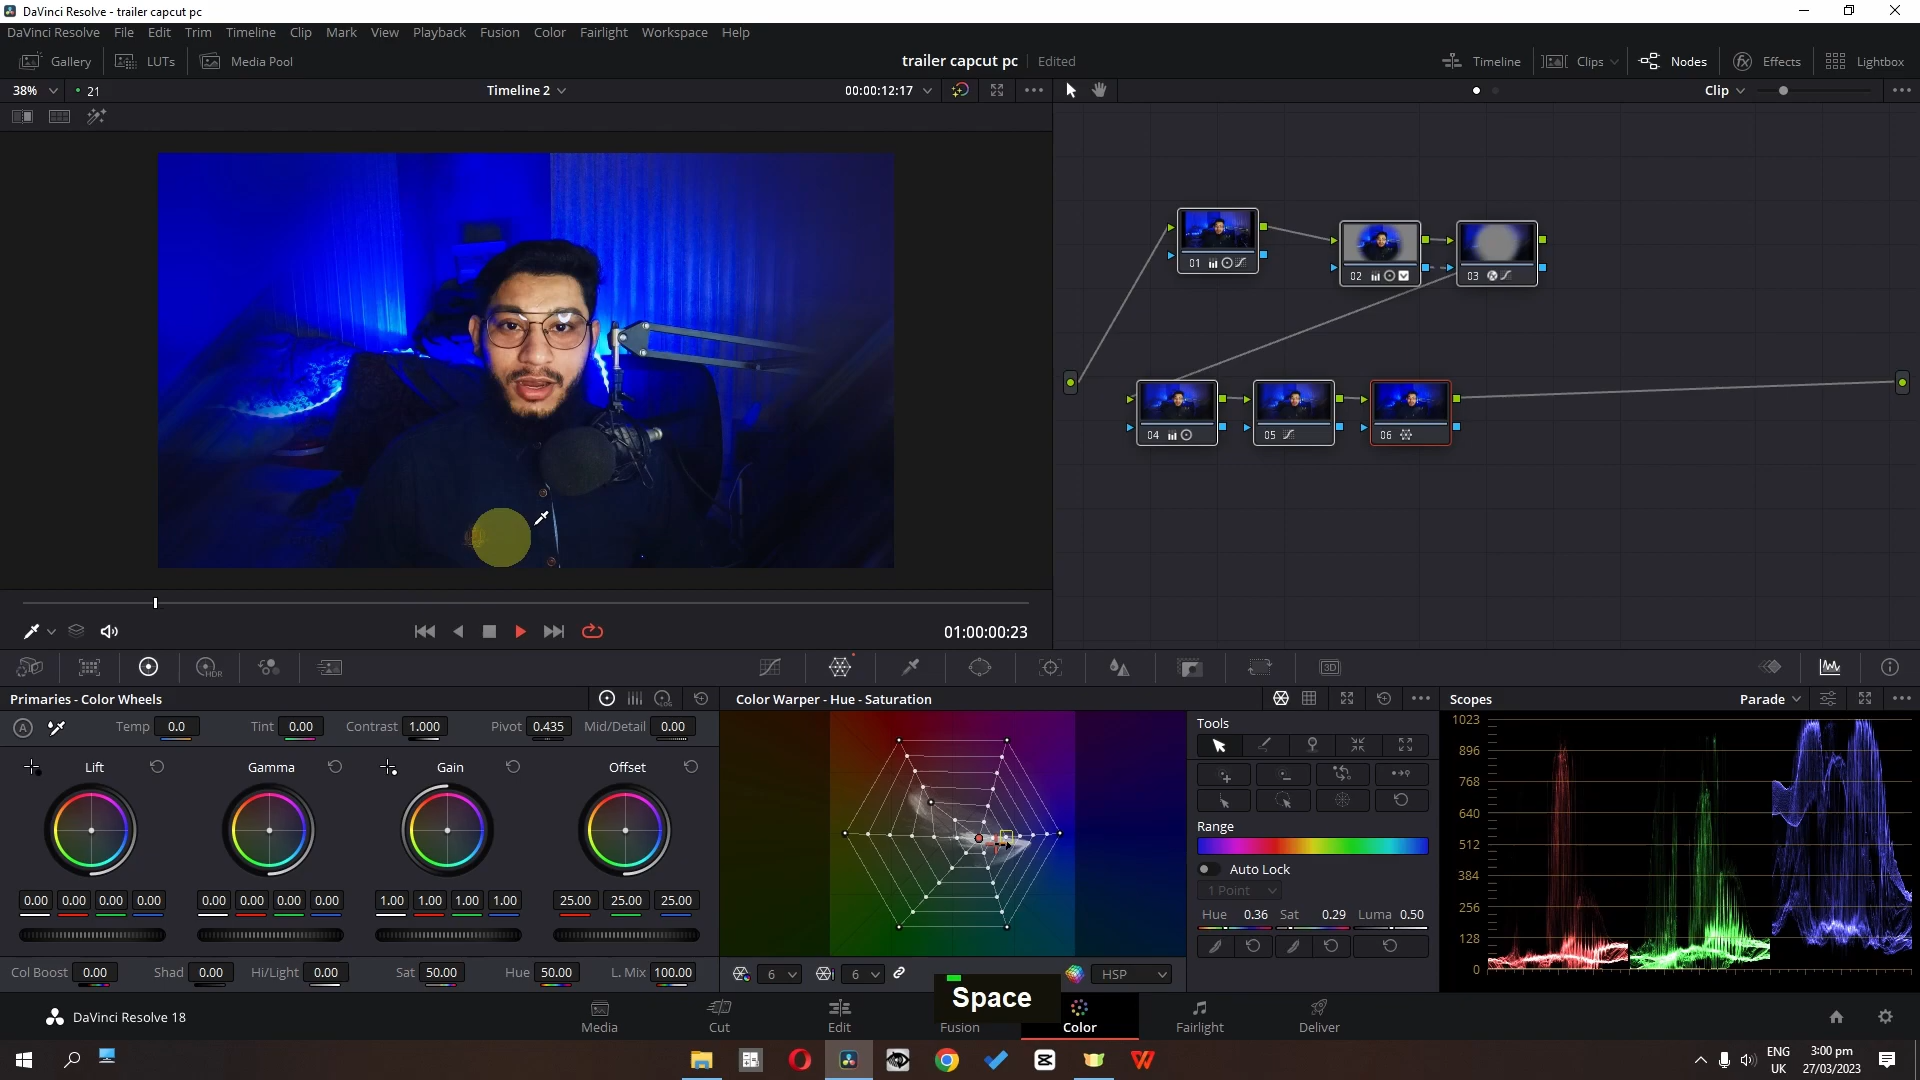 DaVinci Resolve - trailer capcut pc
DaVinci Resolve File Edit Trim Timeline Clip Mark View Playback Fusion Color Fairlight Workspace Help
Gallery LUTs Media Pool trailer capcut pc Edited Timeline Clips Nodes Effects Lightbox
38% 21 Timeline 2 00:00:12:17 Clip
01 02 03
04 05 06
01:00:00:23
HDR 3D
Primaries - Color Wheels LOG Color Warper - Hue - Saturation Scopes Parade
A Temp 0.0 Tint 0.00 Contrast 1.000 Pivot 0.435 Mid/Detail 0.00 Tools
Lift Gamma Gain Offset
Range
Auto Lock
1 Point
Hue 0.36 Sat 0.29 Luma 0.50
0.00 0.00 0.00 0.00 0.00 0.00 0.00 0.00 1.00 1.00 1.00 1.00 25.00 25.00 25.00
Col Boost 0.00 Shad 0.00 Hi/Light 0.00 Sat 50.00 Hue 50.00 L. Mix 100.00 6 6 HSP
1023
896
768
640
512
384
256
128
0
Space
DaVinci Resolve 18 Media Cut Edit Fusion Color Fairlight Deliver
ENG
UK
3:00 pm
27/03/2023